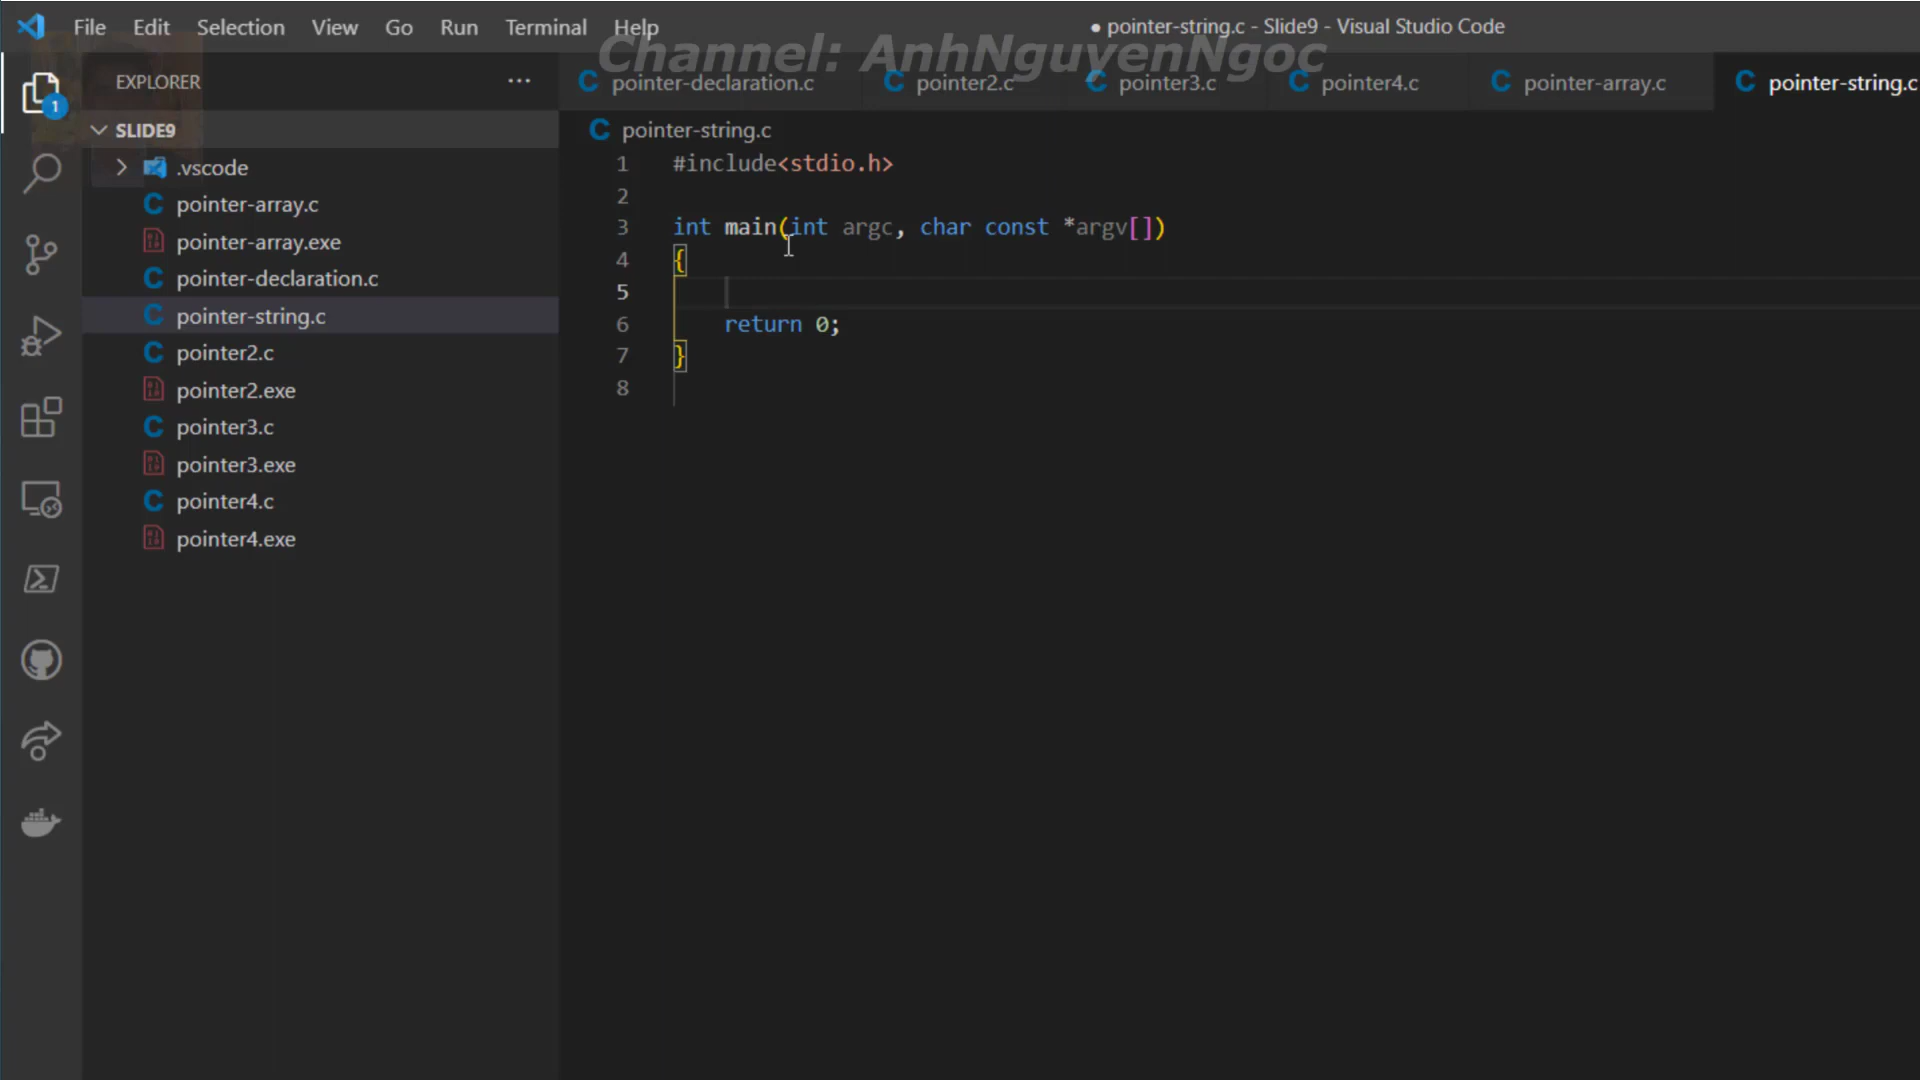 File Edit Selection View Go Run Terminal Help
● pointer-string.c - Slide9 - Visual Studio Code
Channel: AnhNguyenNgoc
EXPLORER ···
pointer-declaration.c pointer2.c pointer3.c pointer4.c pointer-array.c pointer-string.c
1
SLIDE9
.vscode
pointer-array.c
pointer-array.exe
pointer-declaration.c
pointer-string.c
pointer2.c
pointer2.exe
pointer3.c
pointer3.exe
pointer4.c
pointer4.exe
pointer-string.c
1 #include<stdio.h>
2
3 int main(int argc, char const *argv[])
4 {
5
6 return 0;
7 }
8